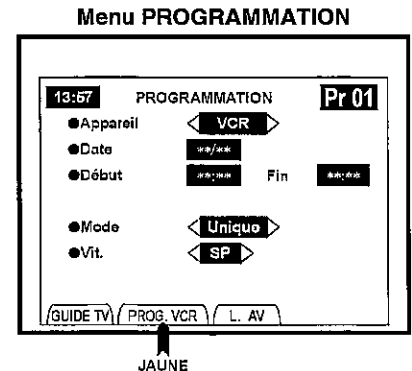 Menu PROGRAMMATION
13:57 PROGRAMMATION Pr 01
●Appareil VCR
●Date **/**
●Début **:** Fin **:**
●Mode Unique
●Vit. SP
GUIDE TV PROG. VCR L. AV
JAUNE